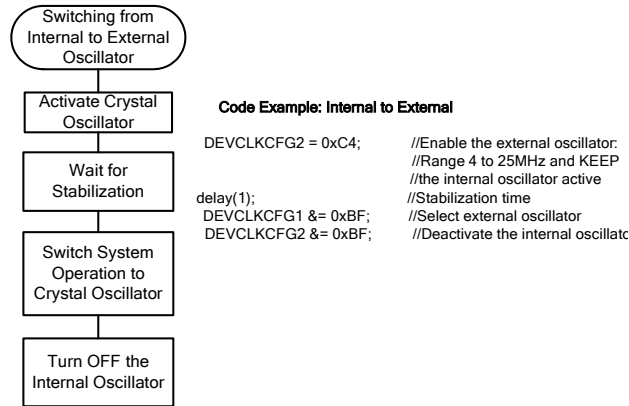 Switching from
Internal to External
Oscillator
Activate Crystal
Oscillator
Wait for
Stabilization
Switch System
Operation to
Crystal Oscillator
Turn OFF the
Internal Oscillator
Code Example: Internal to External
DEVCLKCFG2 = 0xC4; //Enable the external oscillator:
//Range 4 to 25MHz and KEEP
//the internal oscillator active
delay(1); //Stabilization time
DEVCLKCFG1 &= 0xBF; //Select external oscillator
DEVCLKCFG2 &= 0xBF; //Deactivate the internal